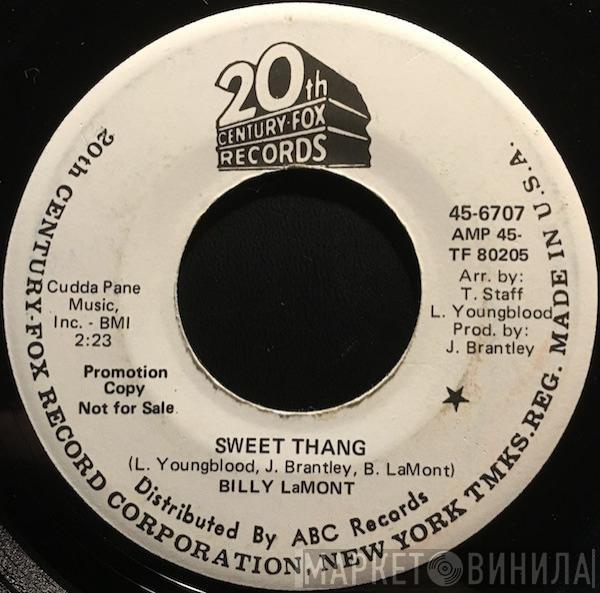 20th
CENTURY-FOX
RECORDS
45-6707
AMP 45-
TF 80205
Arr. by:
T. Staff
L. Youngblood
Prod. by:
J. Brantley
Cudda Pane
Music,
Inc. - BMI
2:23
Promotion
Copy
Not for Sale.
SWEET THANG
(L. Youngblood, J. Brantley, B. LaMont)
BILLY LaMONT
Distributed By ABC Records
20th CENTURY-FOX RECORD CORPORATION, NEW YORK TMKS.REG. MADE IN U.S.A.
МАРКЕТ ВИНИЛА